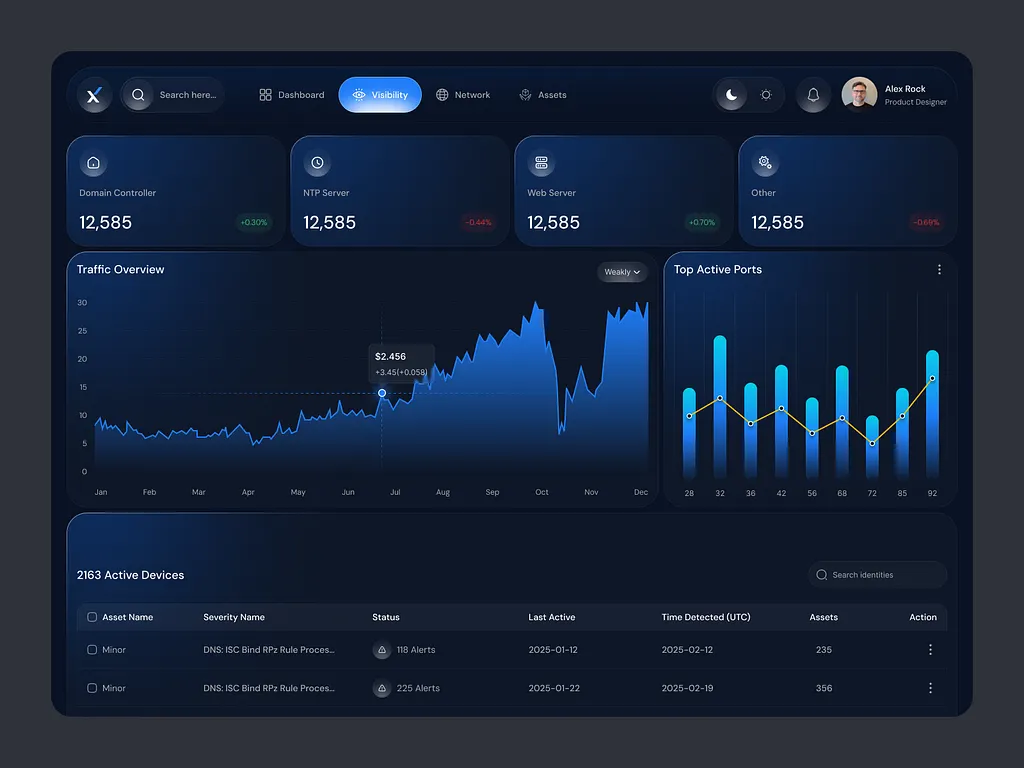 Search here...
Dashboard
Visibility
Network
Assets
Alex Rock
Product Designer
Domain Controller
12,585
+0.30%
NTP Server
12,585
-0.44%
Web Server
12,585
+0.70%
Other
12,585
-0.69%
Traffic Overview
Weekly
30
25
20
15
10
5
0
$2.456
+3.45(+0.058)
Jan Feb Mar Apr May Jun Jul Aug Sep Oct Nov Dec
Top Active Ports
28 32 36 42 56 68 72 85 92
2163 Active Devices
Search identities
Asset Name Severity Name Status Last Active Time Detected (UTC) Assets Action
Minor DNS: ISC Bind RPz Rule Proces... 118 Alerts 2025-01-12 2025-02-12 235
Minor DNS: ISC Bind RPz Rule Proces... 225 Alerts 2025-01-22 2025-02-19 356